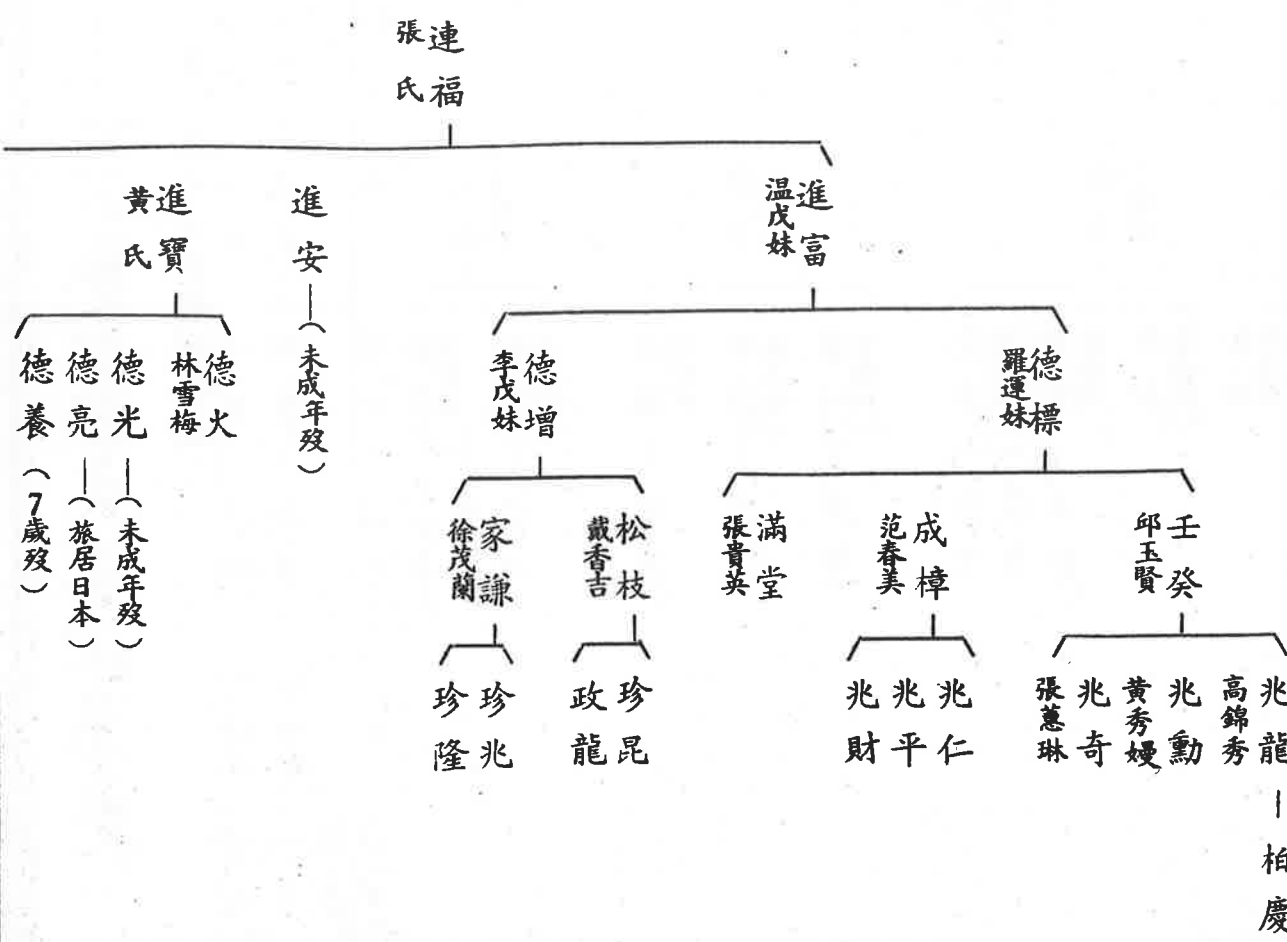 連福
張氏
進富
温戊妹
進安
（未成年歿）
進寶
黃氏
德標
羅運妹
德增
李戊妹
德火
林雪梅
德光
（未成年歿）
德亮
（旅居日本）
德養
（7歲歿）
壬癸
邱玉賢
成樟
范春美
滿堂
張貴英
松枝
戴香吉
家謙
徐茂蘭
兆龍
高錦秀
兆勳
黃秀嫚
兆奇
張蕙琳
兆仁
兆平
兆財
珍昆
政龍
珍兆
珍隆
柏慶